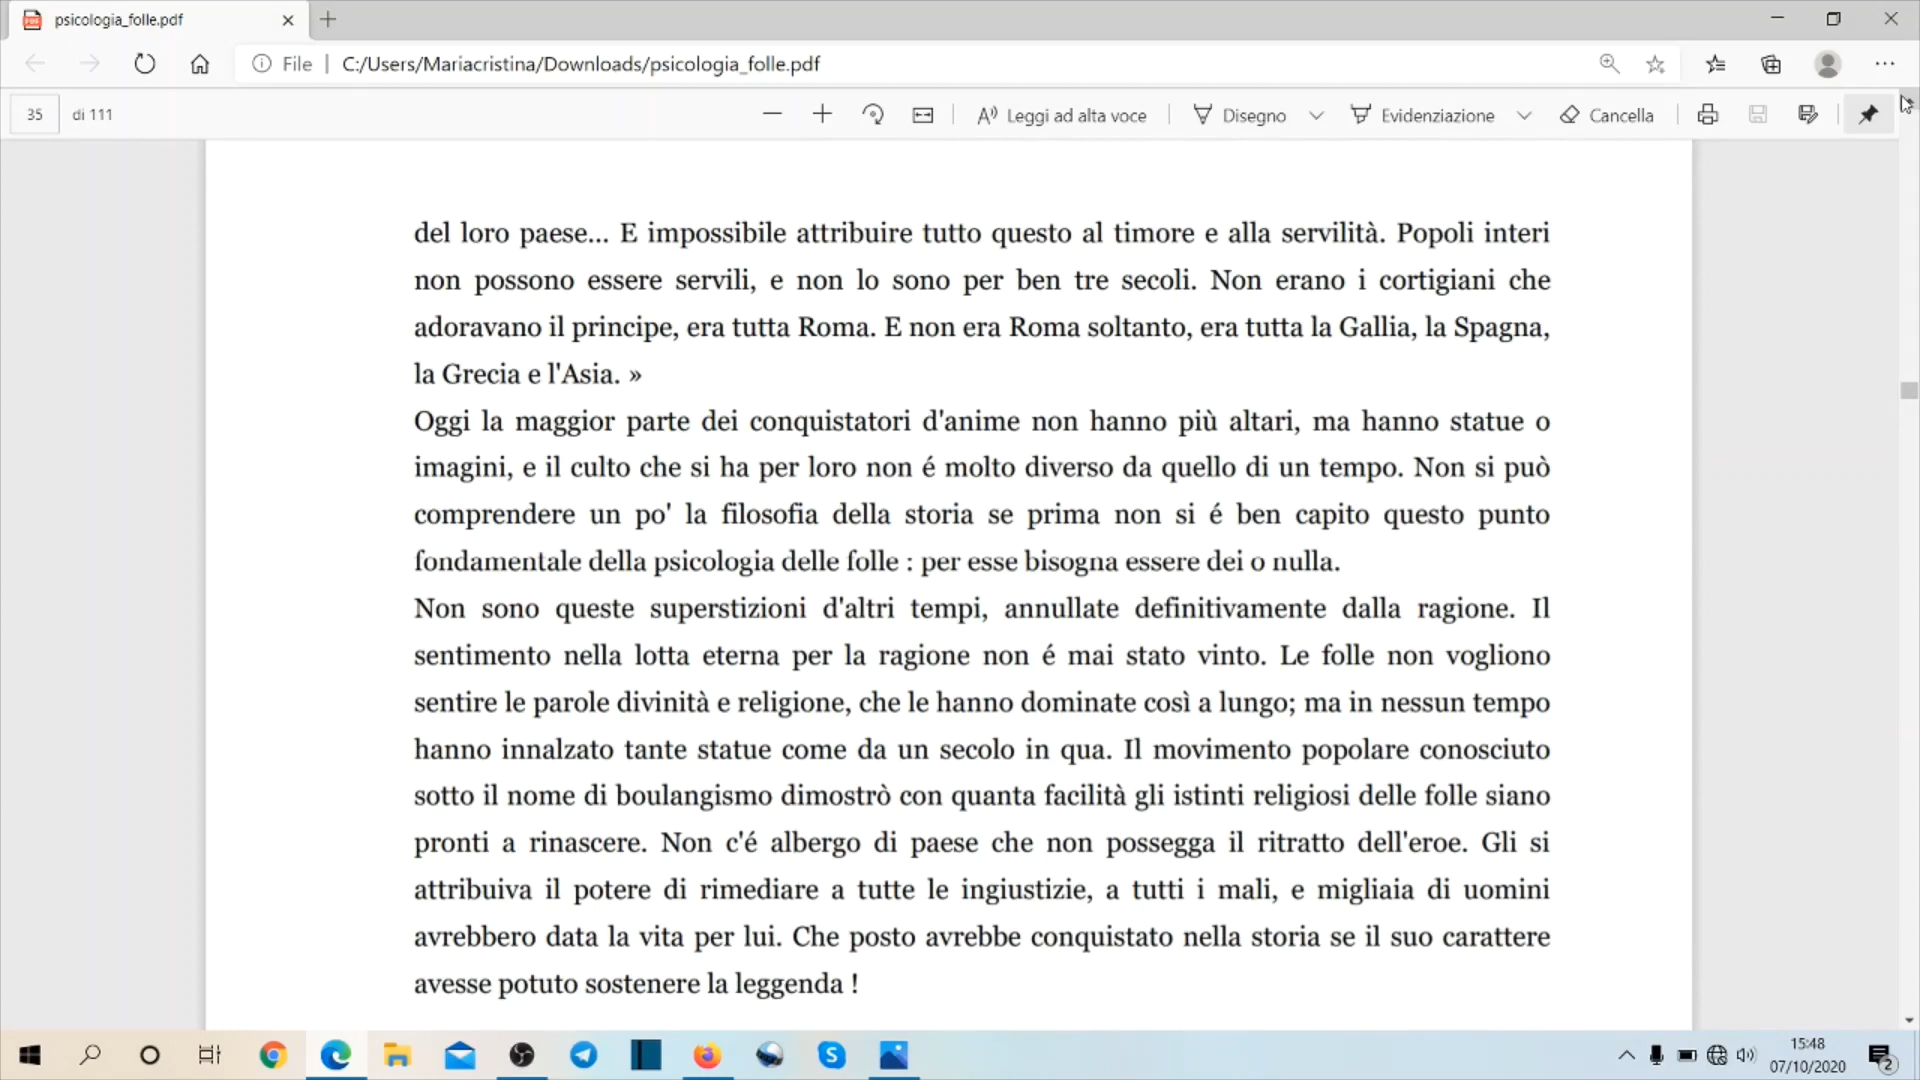 psicologia_folle.pdf
File | C:/Users/Mariacristina/Downloads/psicologia_folle.pdf
35 di 111 Leggi ad alta voce Disegno Evidenziazione Cancella
del loro paese... E impossibile attribuire tutto questo al timore e alla servilità. Popoli interi
non possono essere servili, e non lo sono per ben tre secoli. Non erano i cortigiani che
adoravano il principe, era tutta Roma. E non era Roma soltanto, era tutta la Gallia, la Spagna,
la Grecia e l'Asia. »
Oggi la maggior parte dei conquistatori d'anime non hanno più altari, ma hanno statue o
imagini, e il culto che si ha per loro non é molto diverso da quello di un tempo. Non si può
comprendere un po' la filosofia della storia se prima non si é ben capito questo punto
fondamentale della psicologia delle folle : per esse bisogna essere dei o nulla.
Non sono queste superstizioni d'altri tempi, annullate definitivamente dalla ragione. Il
sentimento nella lotta eterna per la ragione non é mai stato vinto. Le folle non vogliono
sentire le parole divinità e religione, che le hanno dominate così a lungo; ma in nessun tempo
hanno innalzato tante statue come da un secolo in qua. Il movimento popolare conosciuto
sotto il nome di boulangismo dimostrò con quanta facilità gli istinti religiosi delle folle siano
pronti a rinascere. Non c'é albergo di paese che non possegga il ritratto dell'eroe. Gli si
attribuiva il potere di rimediare a tutte le ingiustizie, a tutti i mali, e migliaia di uomini
avrebbero data la vita per lui. Che posto avrebbe conquistato nella storia se il suo carattere
avesse potuto sostenere la leggenda !
15:48
07/10/2020
2